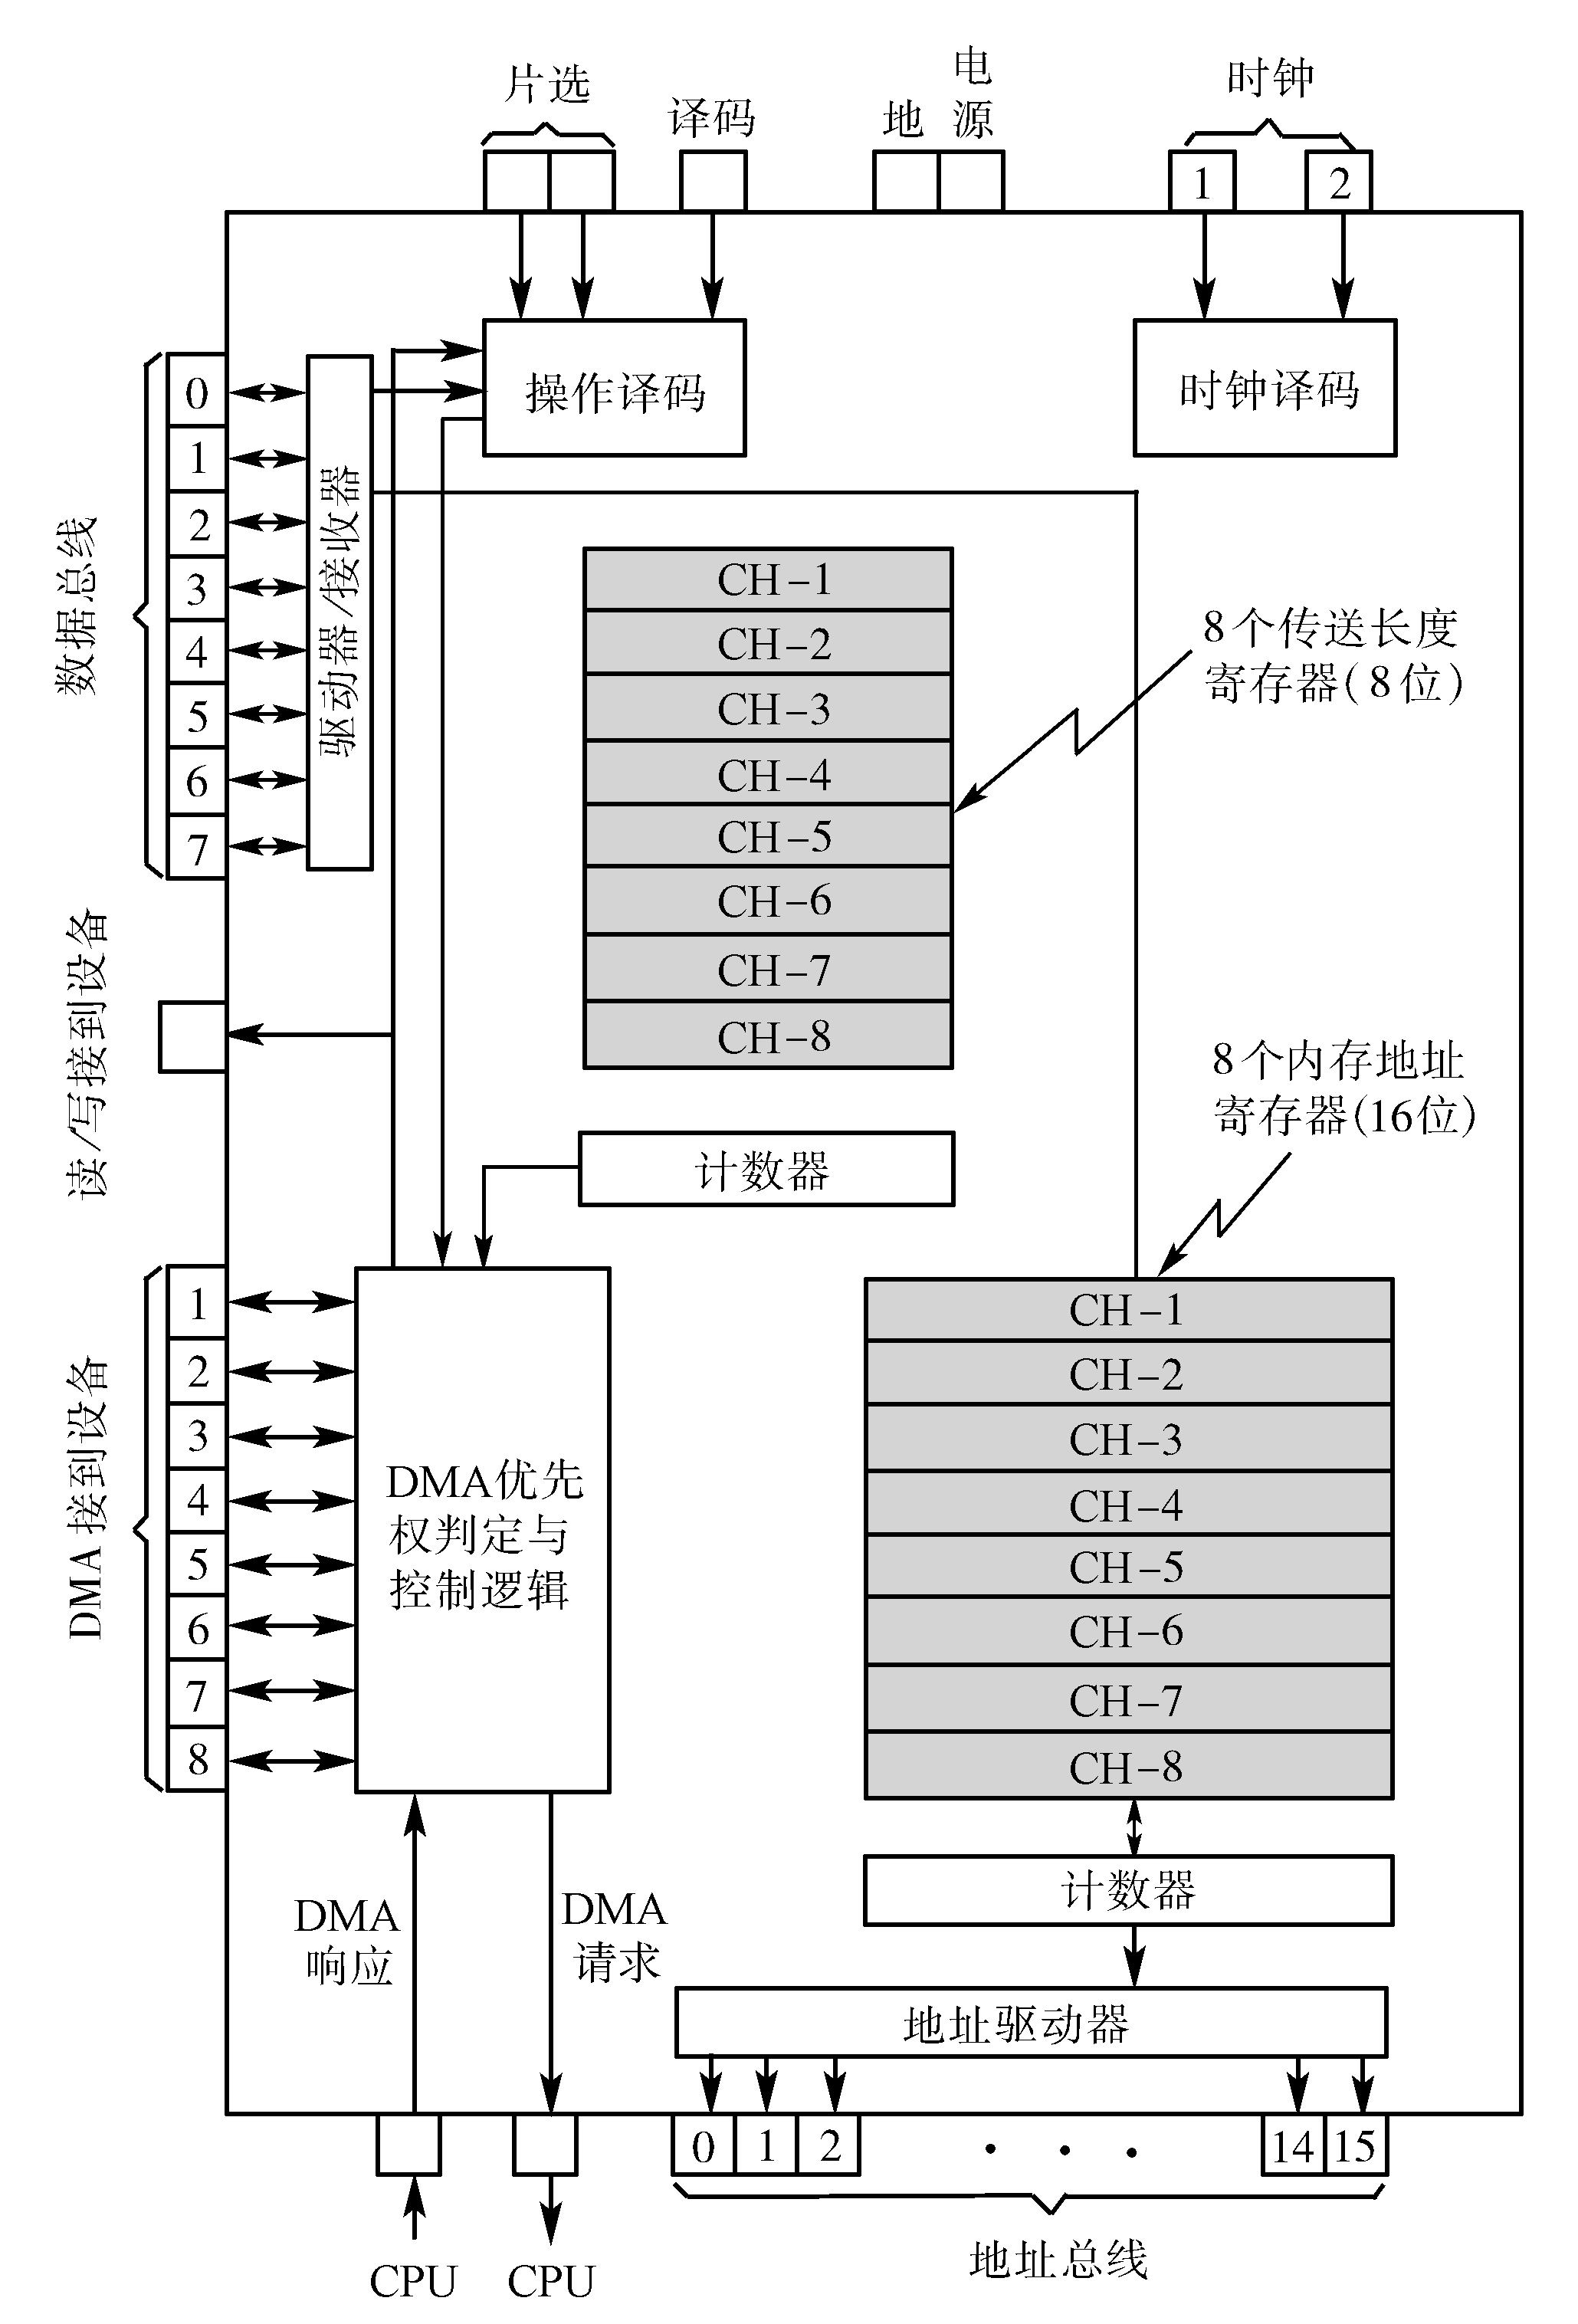 片选
译码
地
电源
时钟
1
2
操作译码
时钟译码
数据总线
0
1
2
3
4
5
6
7
驱动器/接收器
CH-1
CH-2
CH-3
CH-4
CH-5
CH-6
CH-7
CH-8
8个传送长度
寄存器(8位)
读/写接到设备
8个内存地址
寄存器(16位)
计数器
DMA接到设备
1
2
3
4
5
6
7
8
DMA优先
权判定与
控制逻辑
CH-1
CH-2
CH-3
CH-4
CH-5
CH-6
CH-7
CH-8
计数器
DMA
响应
DMA
请求
地址驱动器
0
1
2
· · ·
14
15
CPU
CPU
地址总线